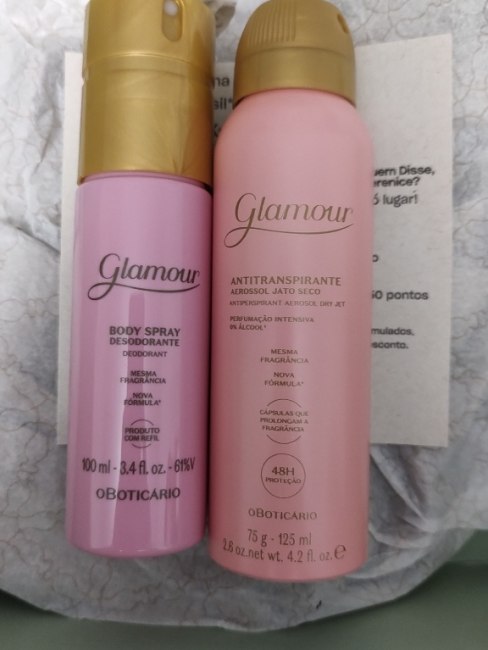 Glamour
BODY SPRAY
DESODORANTE
DEODORANT
MESMA
FRAGRÂNCIA
NOVA
FÓRMULA*
PRODUTO
COM REFIL
100 ml - 3.4 fl. oz. - 61%V
OBOTICÁRIO
Glamour
ANTITRANSPIRANTE
AEROSSOL JATO SECO
ANTIPERSPIRANT AEROSOL DRY JET
PERFUMAÇÃO INTENSIVA
0% ÁLCOOL¹
MESMA
FRAGRÂNCIA
NOVA
FÓRMULA*
CÁPSULAS QUE
PROLONGAM A
FRAGRÂNCIA
48H
PROTEÇÃO
OBOTICÁRIO
75 g - 125 ml
2.6 oz.net wt. 4.2 fl. oz. ℮
uem Disse,
erenice?
lugar!
50 pontos
mulados,
esconto.